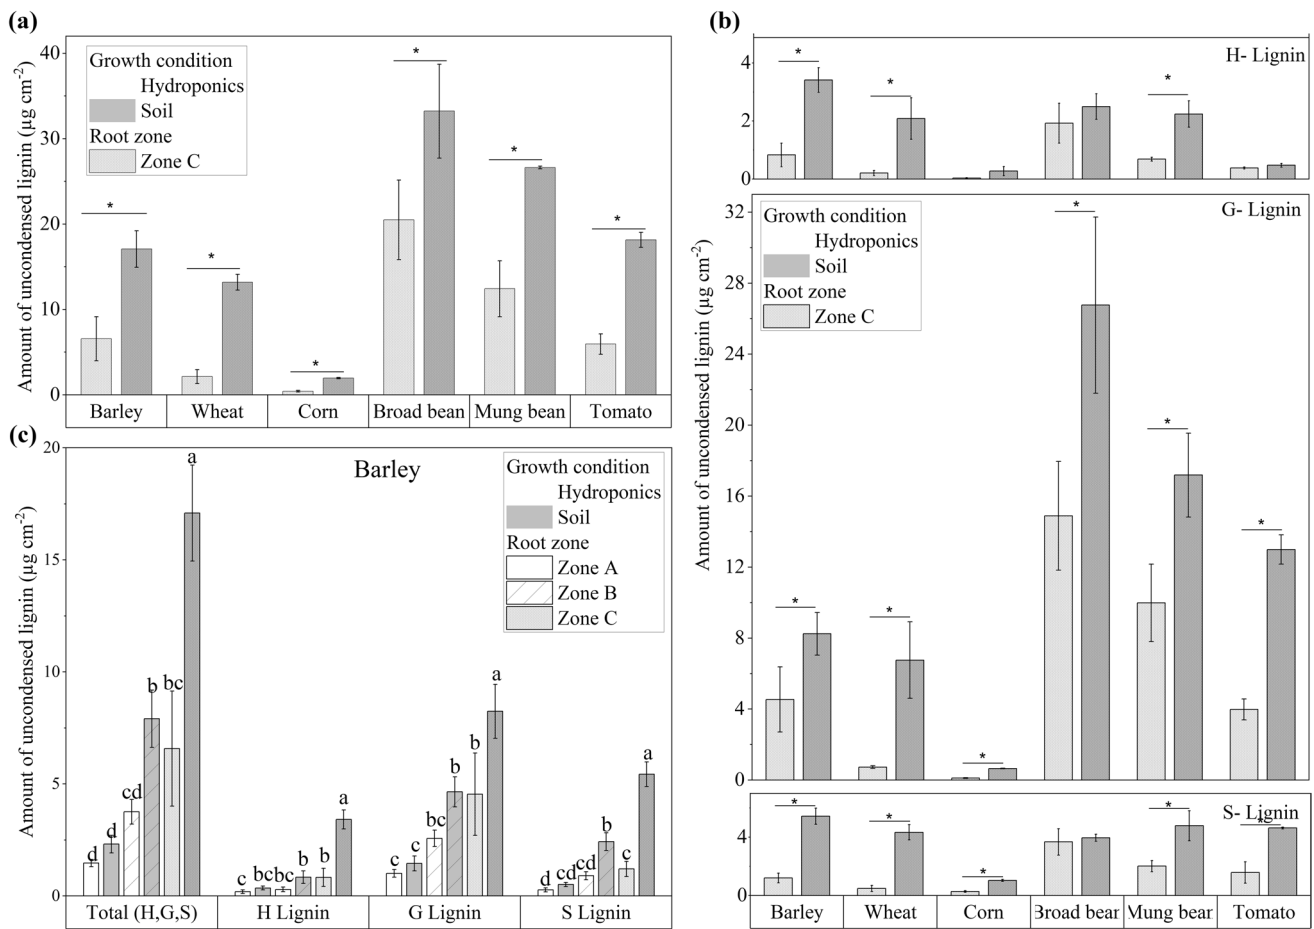 (a)
Amount of uncondensed lignin (µg cm⁻²)
40
30
20
10
0
Growth condition
Hydroponics
Soil
Root zone
Zone C
*
*
*
*
*
*
Barley
Wheat
Corn
Broad bean
Mung bean
Tomato
(b)
H- Lignin
4
2
0
*
*
*
Amount of uncondensed lignin (µg cm⁻²)
G- Lignin
32
28
24
20
16
12
8
4
0
Growth condition
Hydroponics
Soil
Root zone
Zone C
*
*
*
*
*
*
S- Lignin
4
0
*
*
*
*
*
Barley
Wheat
Corn
Broad bean
Mung bean
Tomato
(c)
Barley
Amount of uncondensed lignin (µg cm⁻²)
20
15
10
5
0
Growth condition
Hydroponics
Soil
Root zone
Zone A
Zone B
Zone C
d d cd b bc a
c bc bc b b a
c c bc b b a
d cd cd b c a
Total (H,G,S)
H Lignin
G Lignin
S Lignin